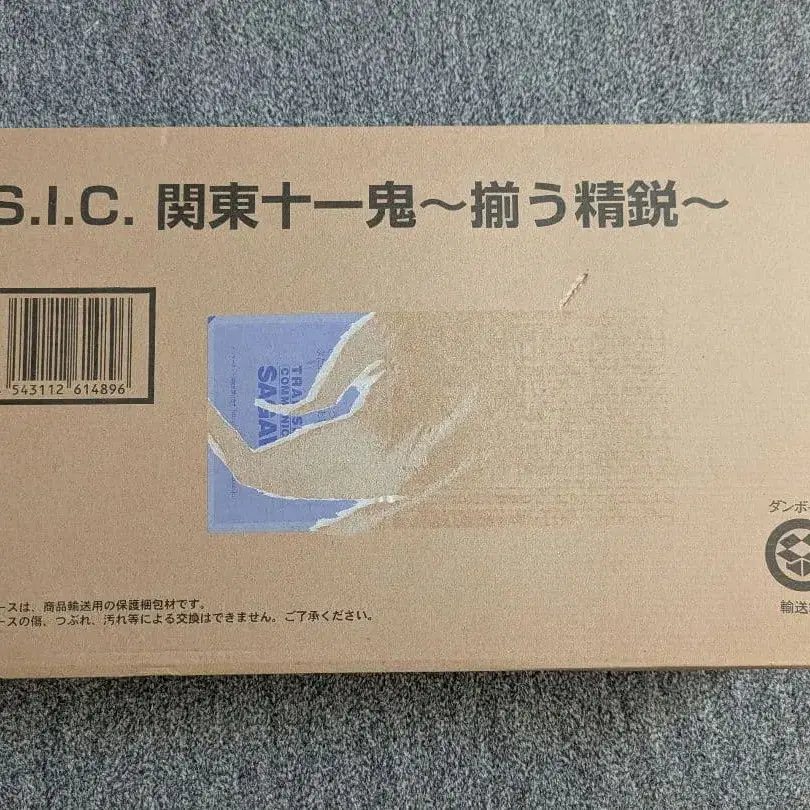 S.I.C. 関東十一鬼～揃う精鋭～
543112 614896
TRA
COMM
SAGA
ースは、商品輸送用の保護梱包材です。
ースの傷、つぶれ、汚れ等による交換はできません。ご了承ください。
ダンボ
輸送